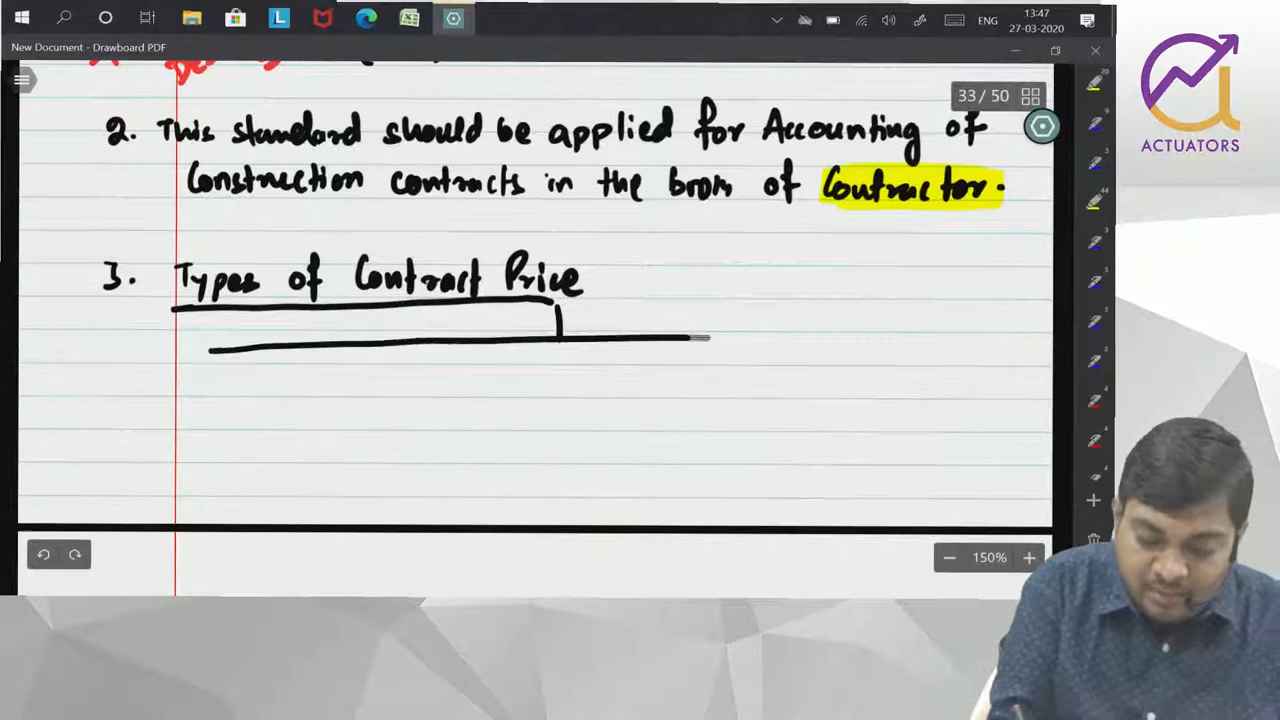 13:47
ENG
27-03-2020
New Document - Drawboard PDF
33 / 50
2. This standard should be applied for Accounting of
Construction contracts in the book of Contractor.
3. Types of Contract Price
150%
ACTUATORS